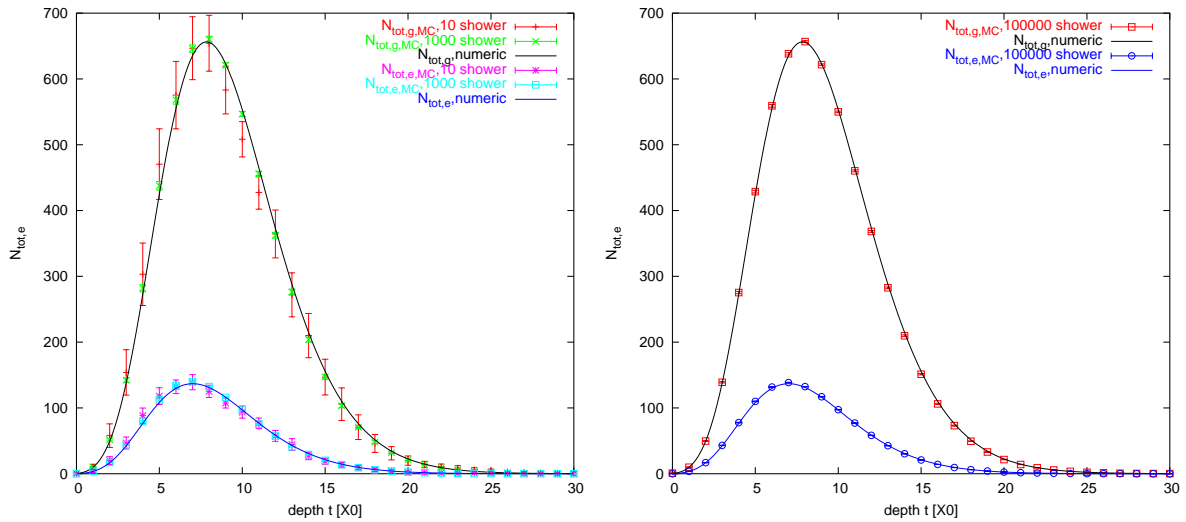 700
600
500
400
300
200
100
0
0 5 10 15 20 25 30
N_tot,e
depth t [X0]
N_tot,g,MC,10 shower
N_tot,g,MC,1000 shower
N_tot,g,numeric
N_tot,e,MC,10 shower
N_tot,e,MC,1000 shower
N_tot,e,numeric
700
600
500
400
300
200
100
0
0 5 10 15 20 25 30
N_tot,e
depth t [X0]
N_tot,g,MC,100000 shower
N_tot,g,numeric
N_tot,e,MC,100000 shower
N_tot,e,numeric